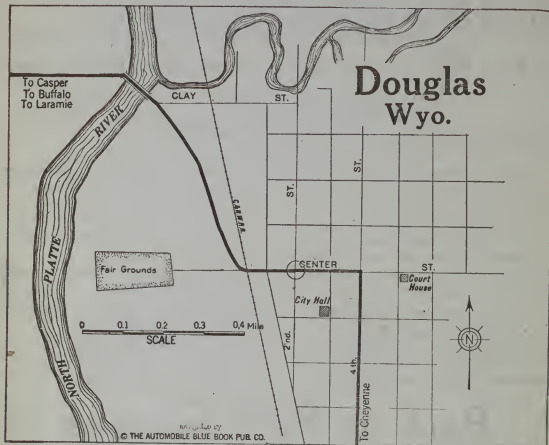 Douglas
Wyo.
To Casper
To Buffalo
To Laramie
CLAY ST.
RIVER
PLATTE
NORTH
ST.
ST.
C.& N.W.R.R.
Fair Grounds
CENTER ST.
Court
House
City Hall
N
0 0.1 0.2 0.3 0.4 Mile
SCALE
2nd.
4th.
To Cheyenne
© THE AUTOMOBILE BLUE BOOK PUB. CO.